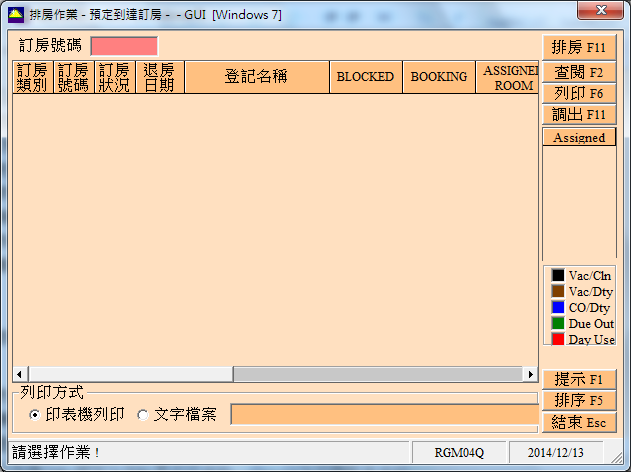 排房作業 - 預定到達訂房 - - GUI [Windows 7]
訂房號碼
訂房類別
訂房號碼
訂房狀況
退房日期
登記名稱
BLOCKED
BOOKING
ASSIGNE
ROOM
排房 F11
查閱 F2
列印 F6
調出 F11
Assigned
Vac/Cln
Vac/Dty
CO/Dty
Due Out
Day Use
提示 F1
排序 F5
結束 Esc
列印方式
印表機列印
文字檔案
請選擇作業 !
RGM04Q
2014/12/13